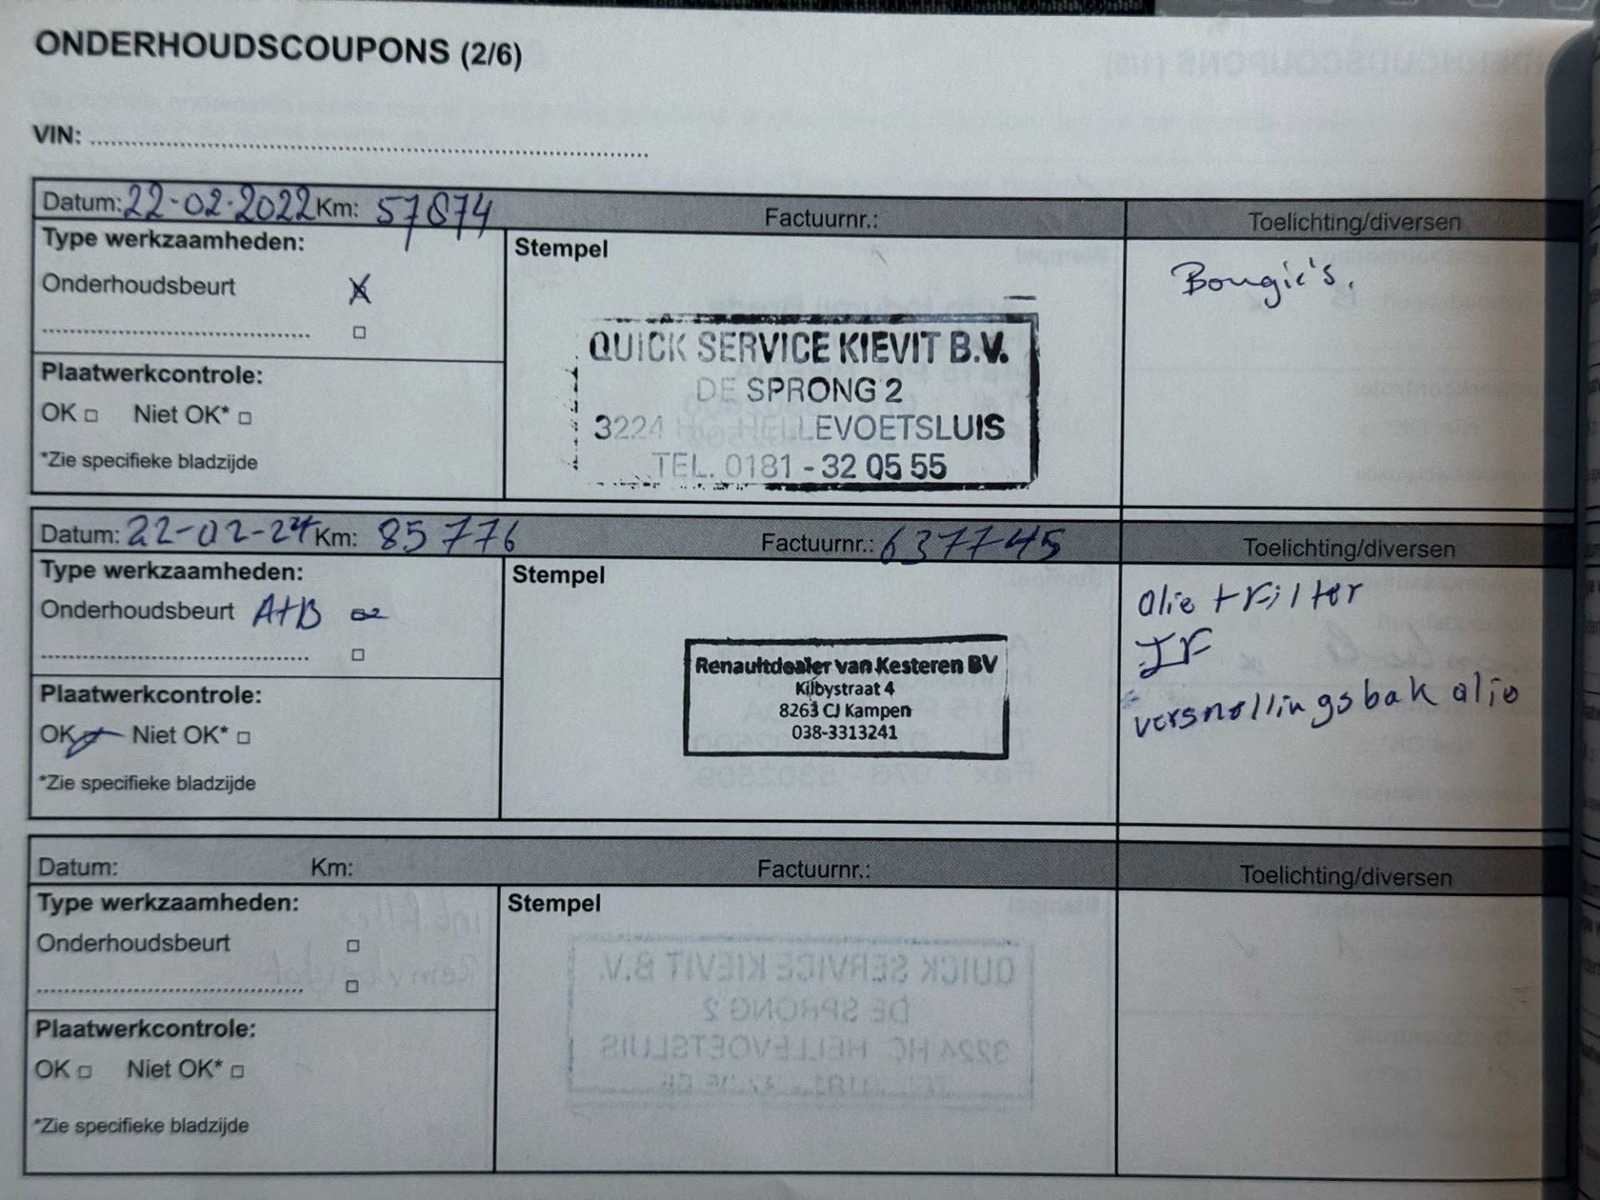 ONDERHOUDSCOUPONS (2/6)
VIN:
Datum: 22-02-2022 Km: 57874 Factuurnr.: Toelichting/diversen
Type werkzaamheden: Stempel
Bougie's.
Onderhoudsbeurt
QUICK SERVICE KIEVIT B.V.
DE SPRONG 2
3224 HC HELLEVOETSLUIS
TEL. 0181 - 32 05 55
Plaatwerkcontrole:
OK Niet OK*
*Zie specifieke bladzijde
Datum: 22-02-24 Km: 85776 Factuurnr.: 637745 Toelichting/diversen
Type werkzaamheden: Stempel
Onderhoudsbeurt A+B
olie + Filter
IF
versnellingsbak olie
Renaultdealer van Kesteren BV
Kilbystraat 4
8263 CJ Kampen
038-3313241
Plaatwerkcontrole:
OK Niet OK*
*Zie specifieke bladzijde
Datum: Km: Factuurnr.: Toelichting/diversen
Type werkzaamheden: Stempel
Onderhoudsbeurt
Plaatwerkcontrole:
OK Niet OK*
*Zie specifieke bladzijde